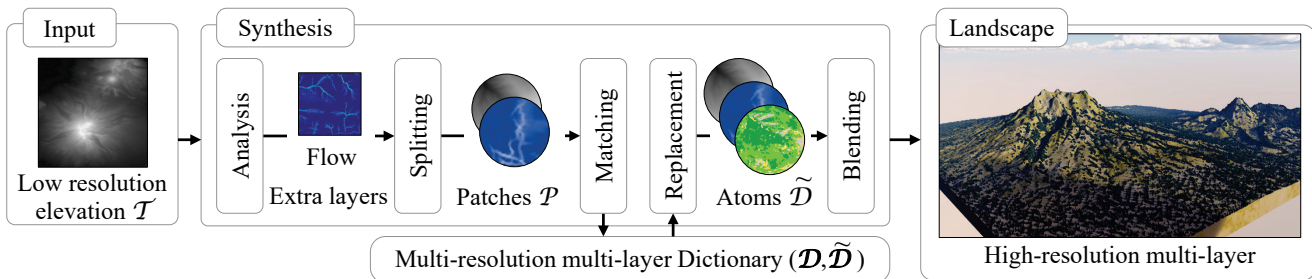 Input
Low resolution
elevation 𝒯
Synthesis
Analysis
Flow
Extra layers
Splitting
Patches 𝒫
Matching
Replacement
Atoms 𝒟̃
Blending
Multi-resolution multi-layer Dictionary (𝓓,𝓓̃)
Landscape
High-resolution multi-layer